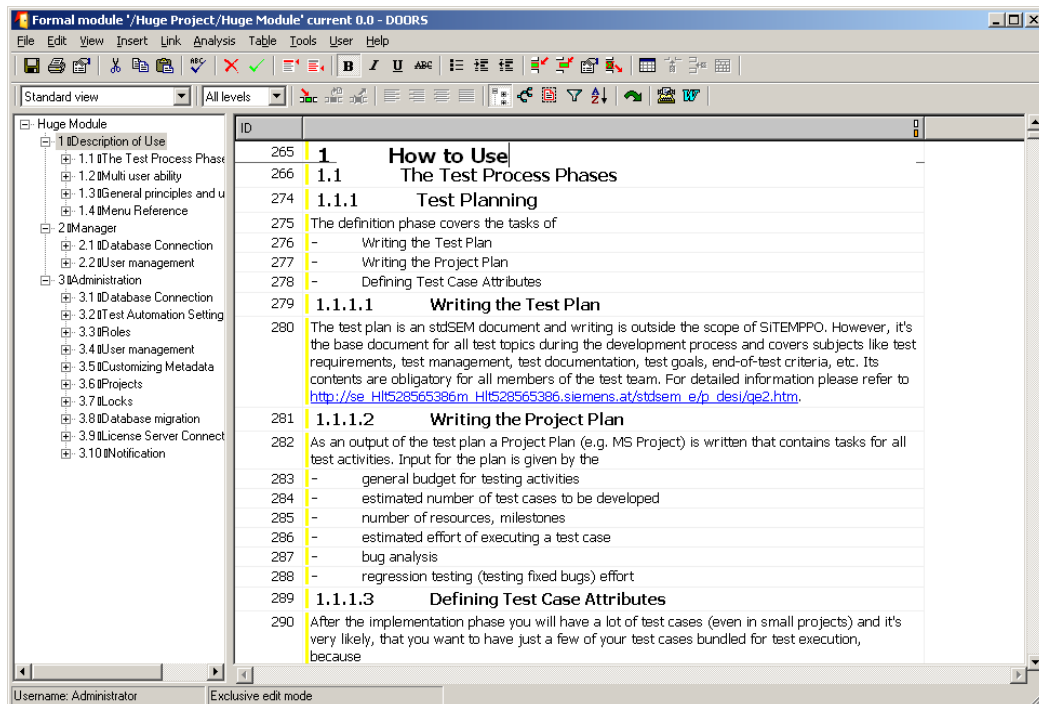 Formal module '/Huge Project/Huge Module' current 0.0 - DOORS
File Edit View Insert Link Analysis Table Tools User Help
B I U ABC
Standard view All levels
Huge Module
1 Description of Use
1.1 The Test Process Phase
1.2 Multi user ability
1.3 General principles and u
1.4 Menu Reference
2 Manager
2.1 Database Connection
2.2 User management
3 Administration
3.1 Database Connection
3.2 Test Automation Setting
3.3 Roles
3.4 User management
3.5 Customizing Metadata
3.6 Projects
3.7 Locks
3.8 Database migration
3.9 License Server Connect
3.10 Notification
ID
265 1 How to Use
266 1.1 The Test Process Phases
274 1.1.1 Test Planning
275 The definition phase covers the tasks of
276 - Writing the Test Plan
277 - Writing the Project Plan
278 - Defining Test Case Attributes
279 1.1.1.1 Writing the Test Plan
280 The test plan is an stdSEM document and writing is outside the scope of SiTEMPPO. However, it's
the base document for all test topics during the development process and covers subjects like test
requirements, test management, test documentation, test goals, end-of-test criteria, etc. Its
contents are obligatory for all members of the test team. For detailed information please refer to
http://se_Hlt528565386m_Hlt528565386.siemens.at/stdsem_e/p_desi/qe2.htm.
281 1.1.1.2 Writing the Project Plan
282 As an output of the test plan a Project Plan (e.g. MS Project) is written that contains tasks for all
test activities. Input for the plan is given by the
283 - general budget for testing activities
284 - estimated number of test cases to be developed
285 - number of resources, milestones
286 - estimated effort of executing a test case
287 - bug analysis
288 - regression testing (testing fixed bugs) effort
289 1.1.1.3 Defining Test Case Attributes
290 After the implementation phase you will have a lot of test cases (even in small projects) and it's
very likely, that you want to have just a few of your test cases bundled for test execution,
because
Username: Administrator Exclusive edit mode